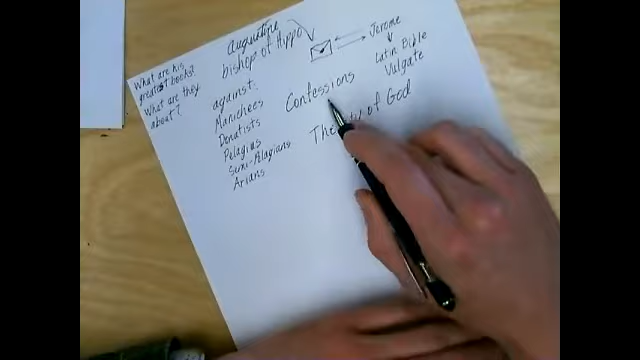 What are his
greatest books?
What are they
about?
Augustine
bishop of Hippo
against:
Manichees
Donatists
Pelagius
Semi-Pelagians
Arians
Jerome
Latin Bible
Vulgate
Confessions
The of God